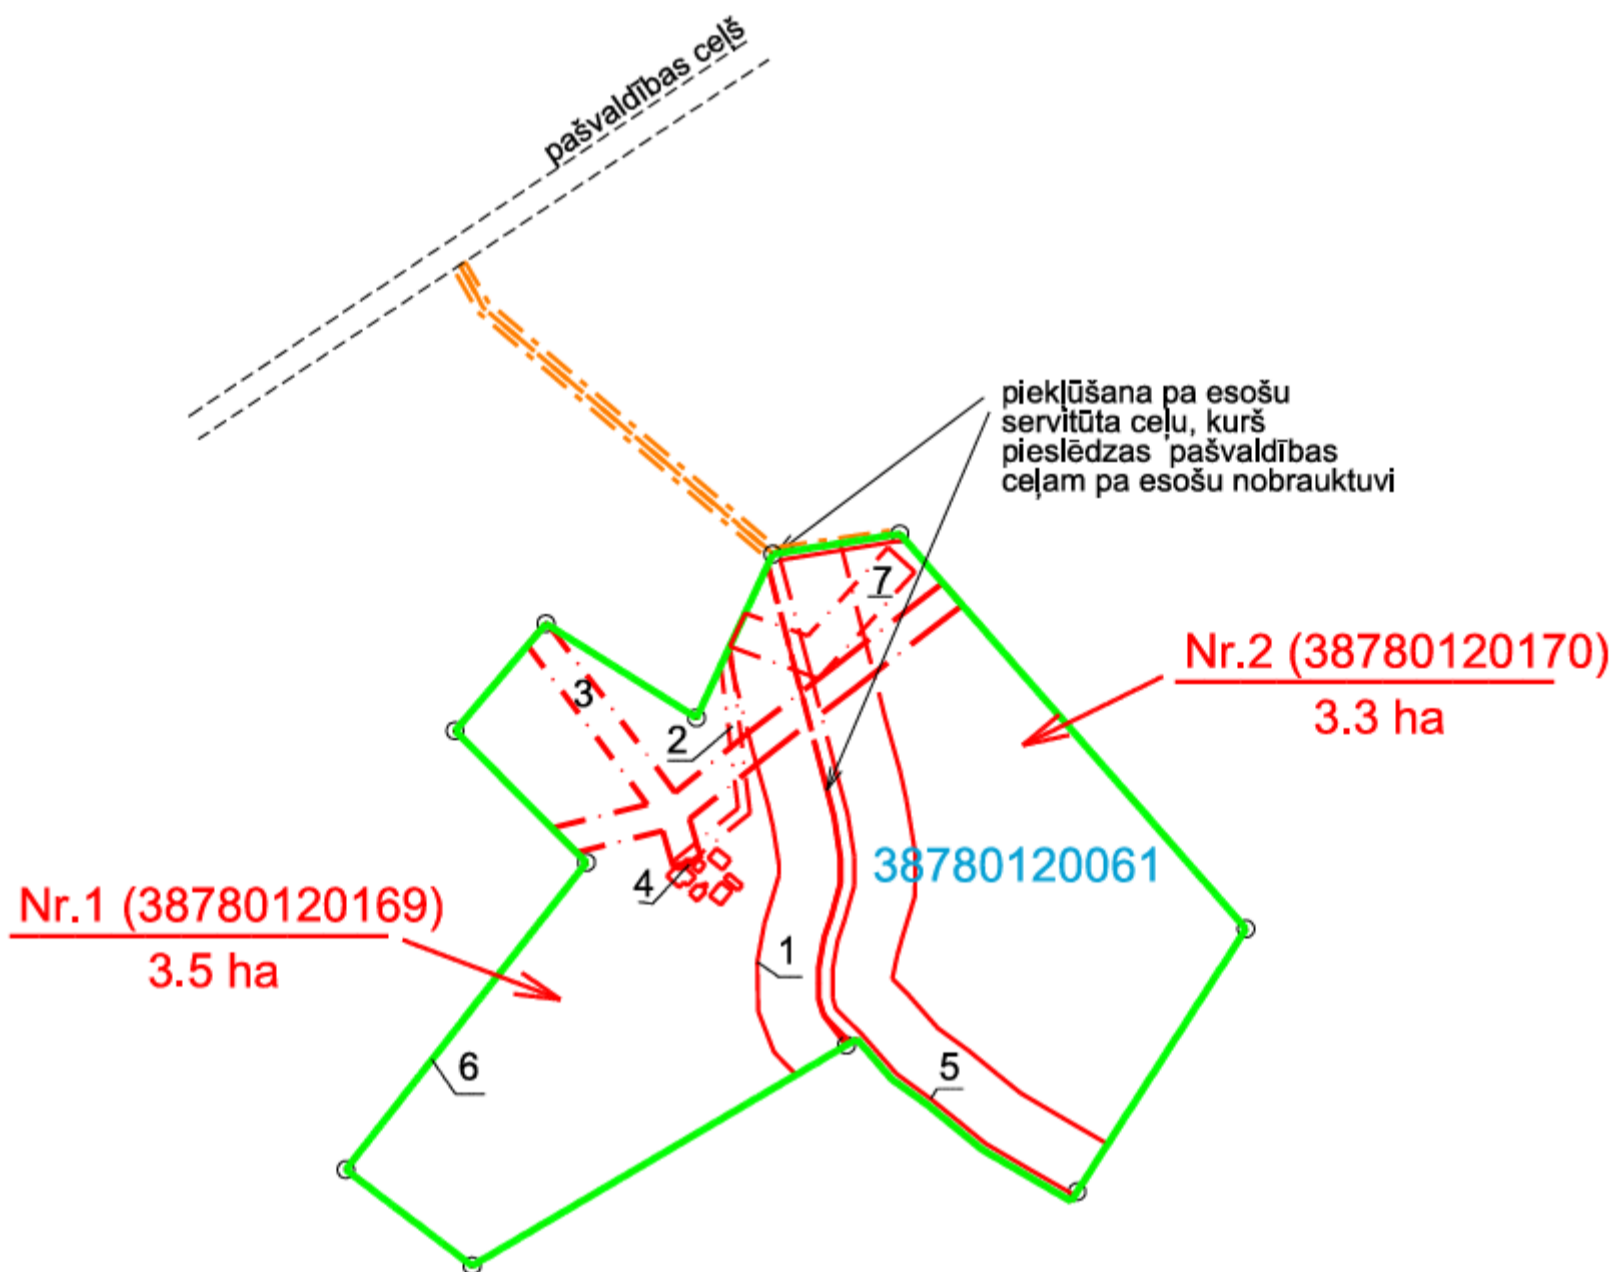 pašvaldības ceļš
piekļūšana pa esošu
servitūta ceļu, kurš
pieslēdzas pašvaldības
ceļam pa esošu nobrauktuvi
7
Nr.2 (38780120170)
3.3 ha
3
2
38780120061
4
Nr.1 (38780120169)
3.5 ha
1
6
5